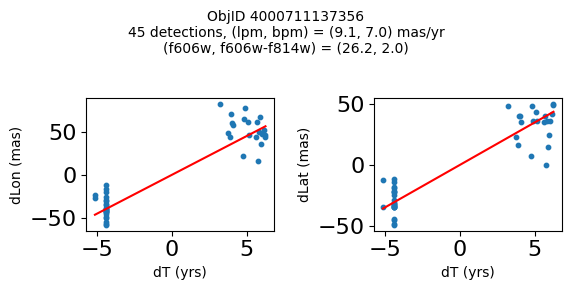 ObjID 4000711137356
45 detections, (lpm, bpm) = (9.1, 7.0) mas/yr
(f606w, f606w-f814w) = (26.2, 2.0)
dLon (mas)
50
0
−50
−5
0
5
dT (yrs)
dLat (mas)
50
0
−50
−5
0
5
dT (yrs)